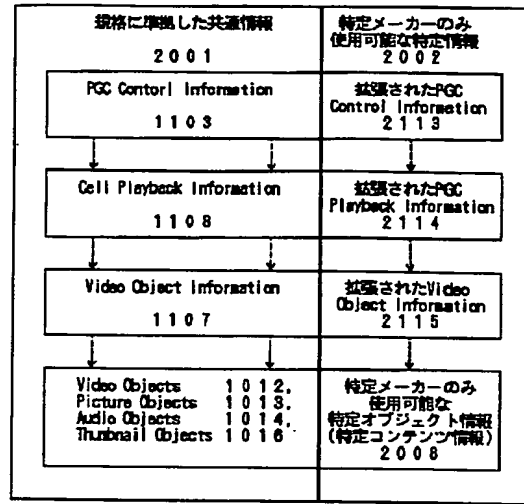 規格に準拠した共通情報
2001
特定メーカーのみ
使用可能な特定情報
2002
PGC Contorl Information
1103
拡張されたPGC
Control Information
2113
Cell Playback Information
1108
拡張されたPGC
Playback Information
2114
Video Object Information
1107
拡張されたVideo
Object Information
2115
Video Objects 1012,
Picture Objects 1013,
Audio Objects 1014,
Thumbnail Objects 1016
特定メーカーのみ
使用可能な
特定オブジェクト情報
(特定コンテンツ情報)
2008